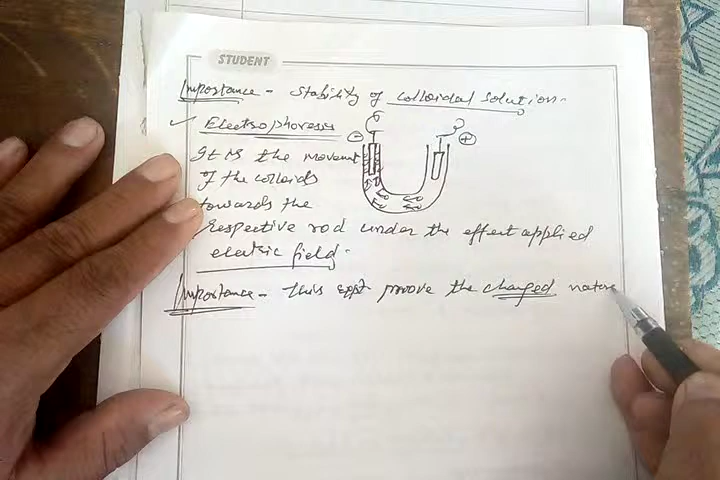 STUDENT
Importance - Stability of colloidal solution-
Electrophoresis
It is the movement
of the colloids
towards the
respective rod under the effect applied
electric field.
Importance - this expt proove the charged nature